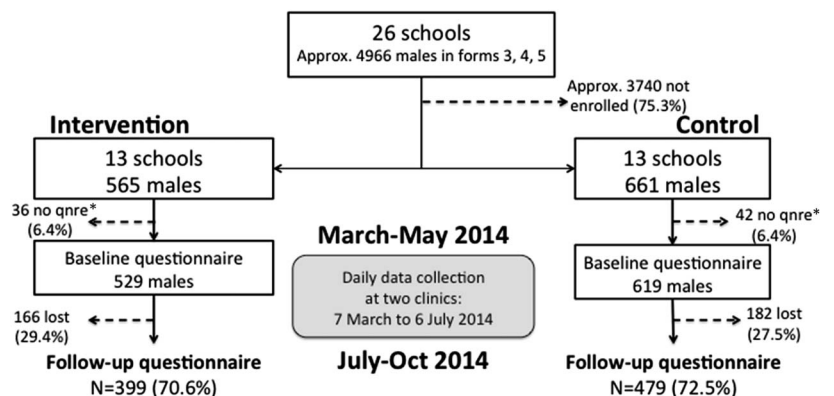 26 schools
Approx. 4966 males in forms 3, 4, 5
Approx. 3740 not
enrolled (75.3%)
Intervention
Control
13 schools
565 males
13 schools
661 males
36 no qnre*
(6.4%)
42 no qnre*
(6.4%)
March-May 2014
Baseline questionnaire
529 males
Baseline questionnaire
619 males
Daily data collection
at two clinics:
7 March to 6 July 2014
166 lost
(29.4%)
182 lost
(27.5%)
July-Oct 2014
Follow-up questionnaire
N=399 (70.6%)
Follow-up questionnaire
N=479 (72.5%)